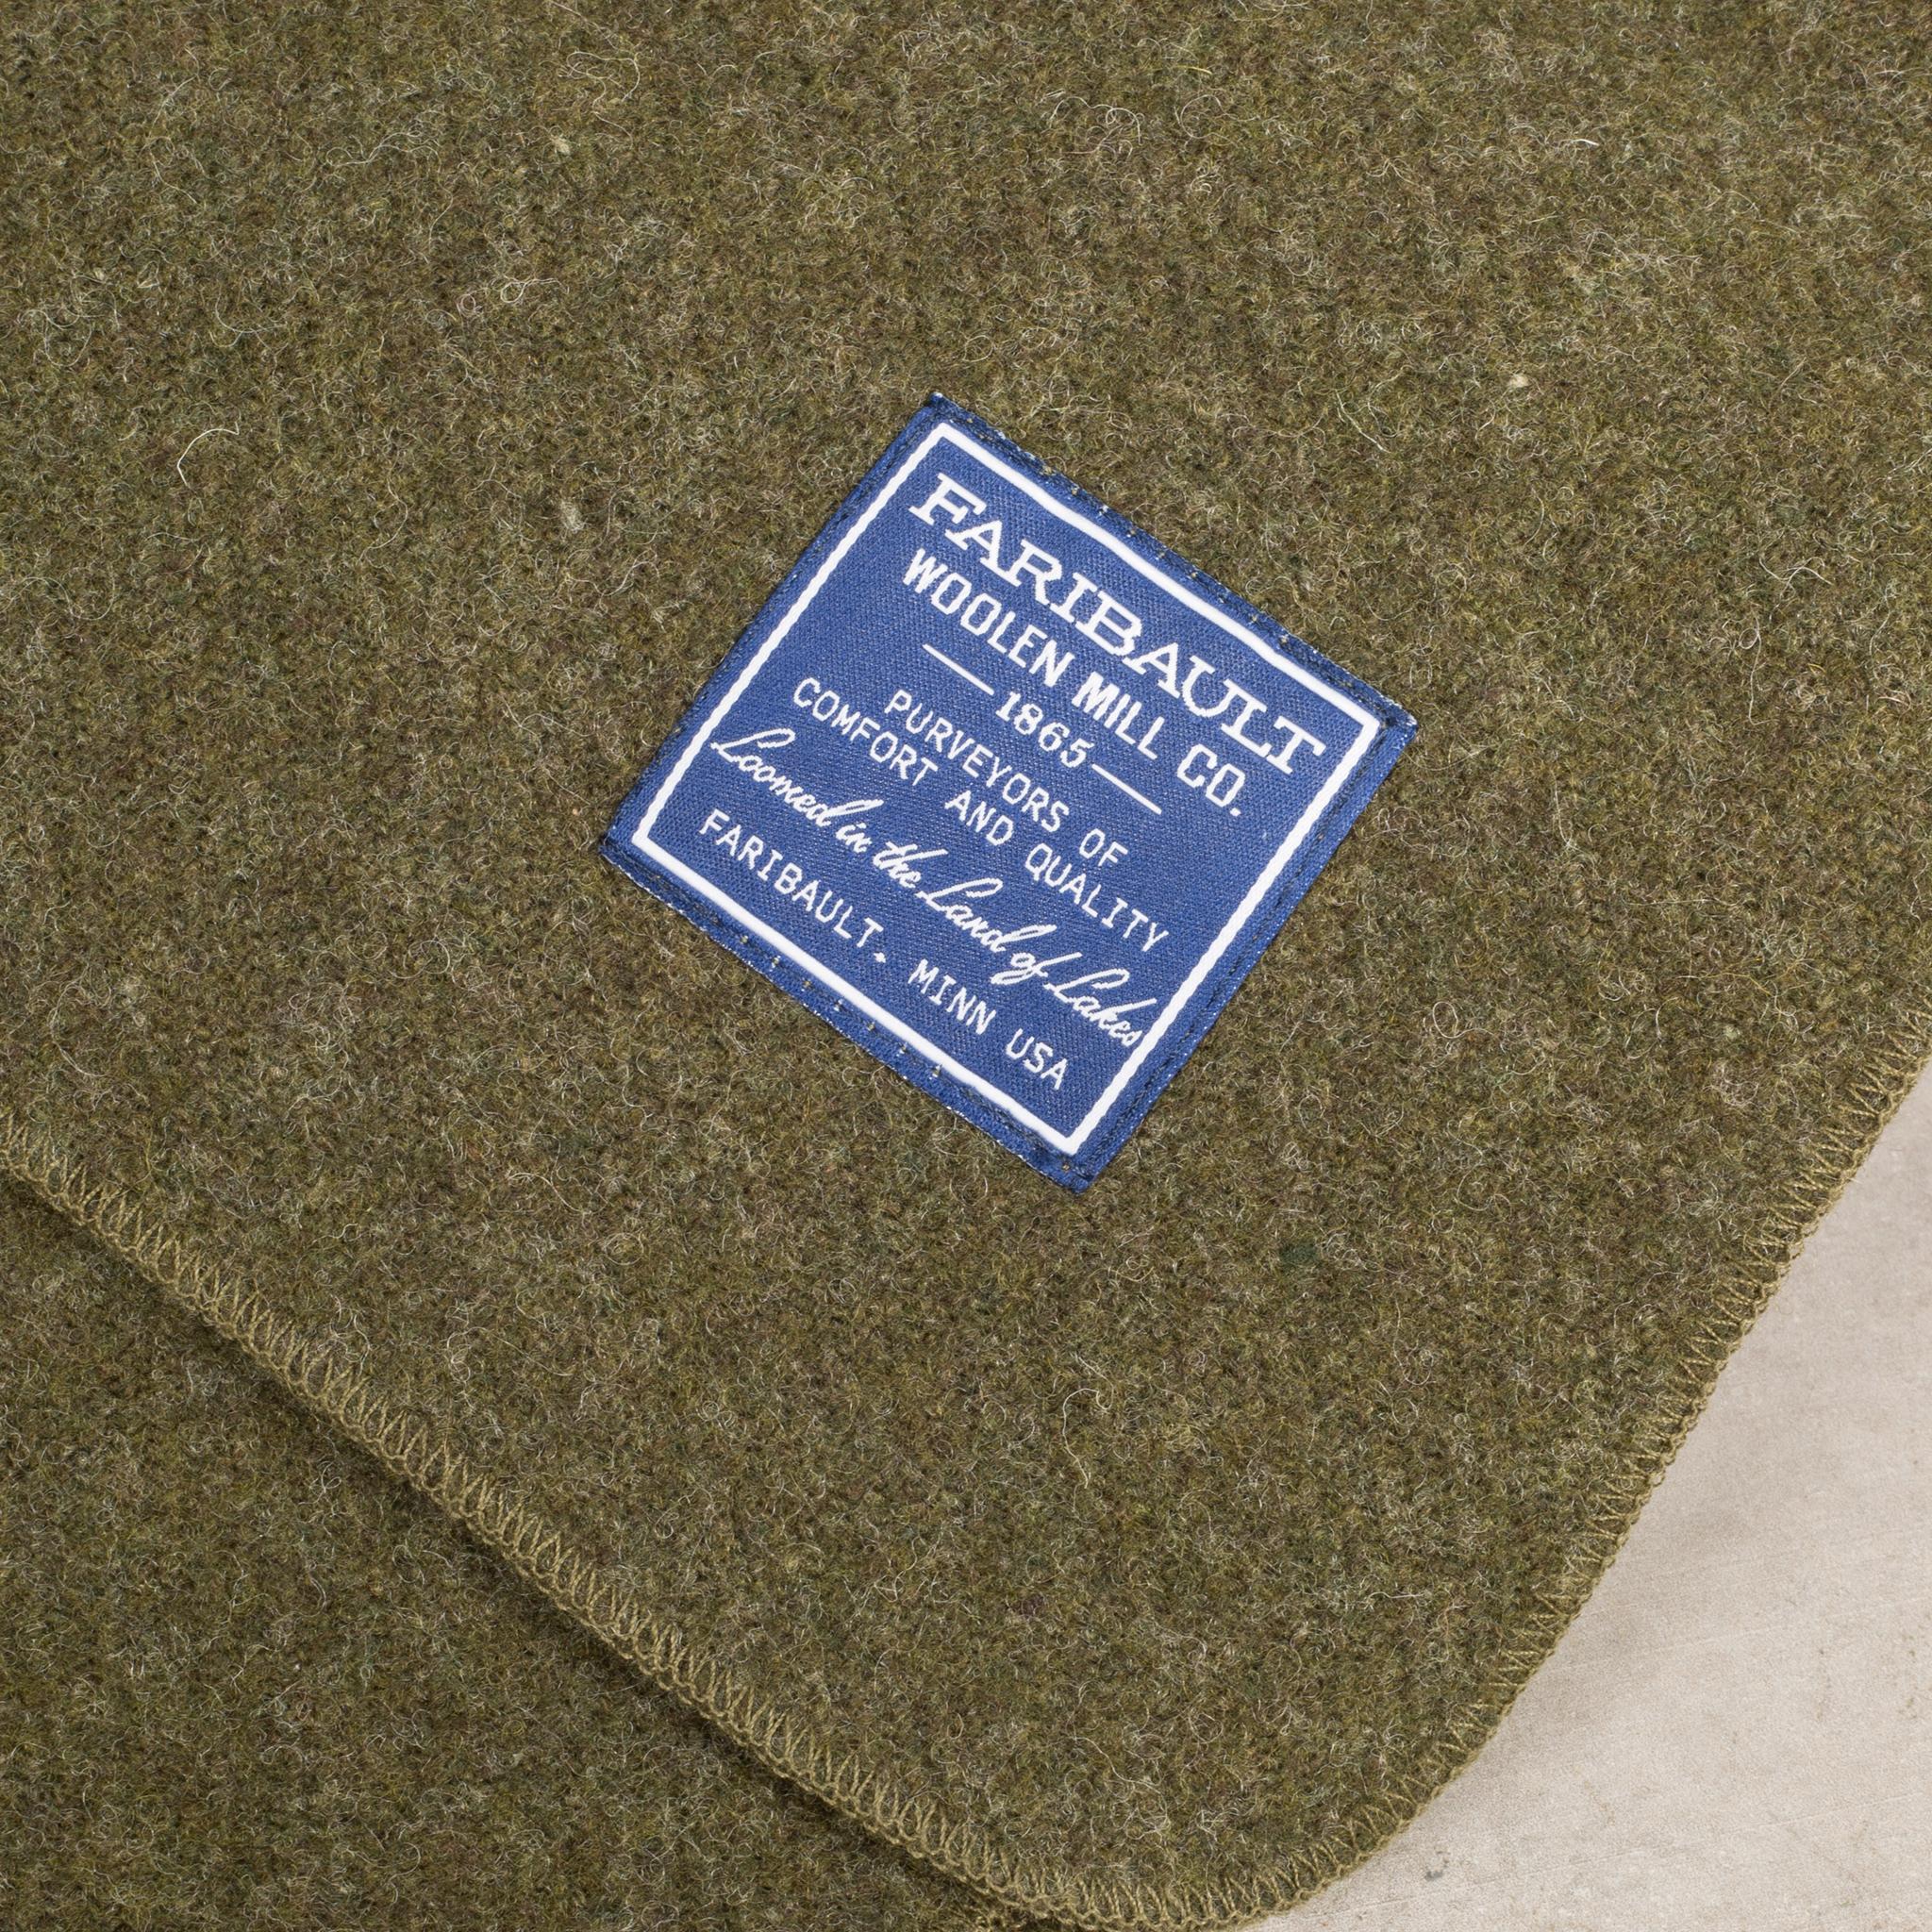 FARIBAULT
WOOLEN MILL CO.
1865
PURVEYORS OF
COMFORT AND QUALITY
Loomed in the Land of Lakes
FARIBAULT. MINN USA